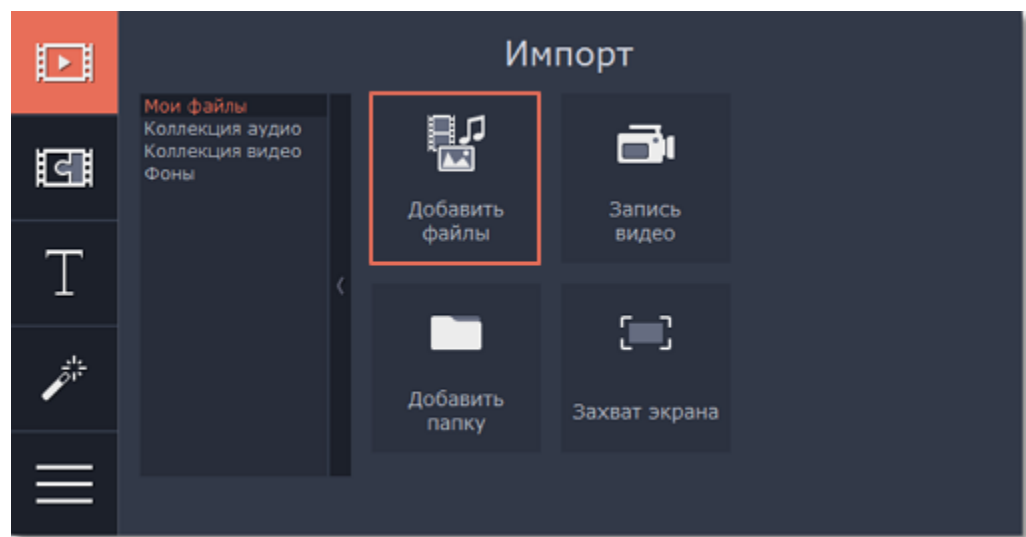 Импорт
Мои файлы
Коллекция аудио
Коллекция видео
Фоны
Добавить
файлы
Запись
видео
Добавить
папку
Захват экрана